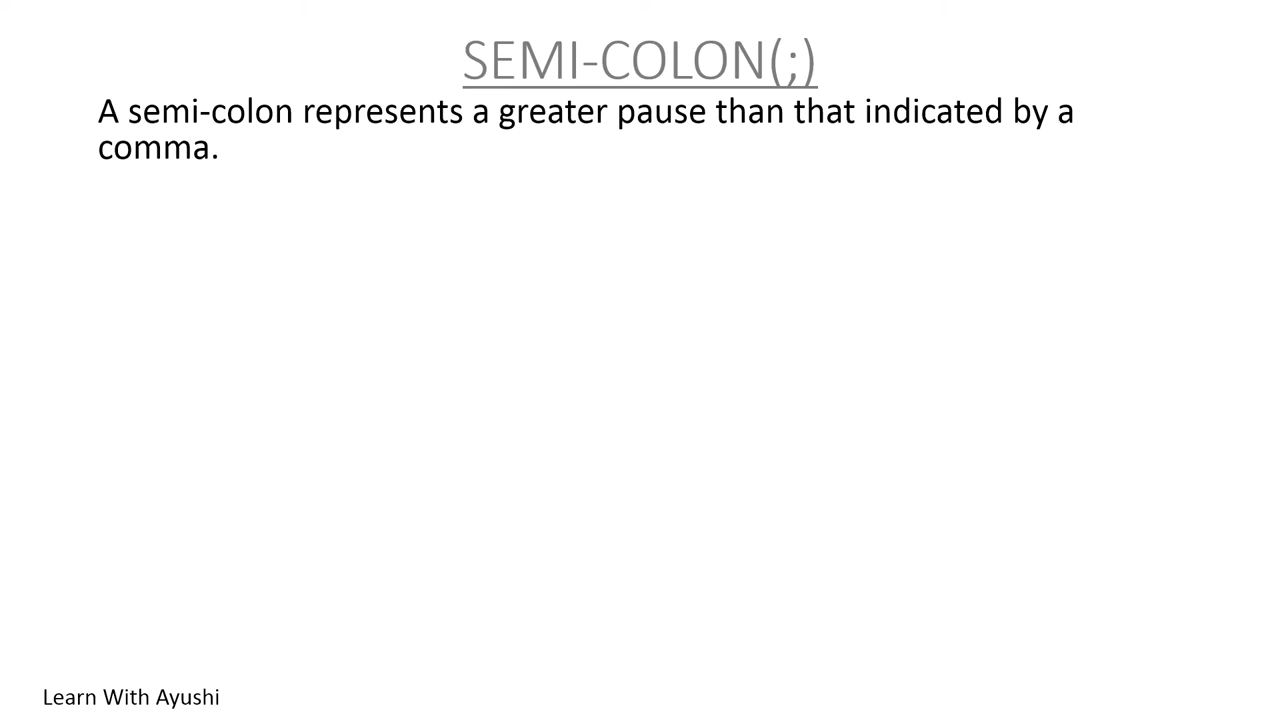 SEMI-COLON(;)
A semi-colon represents a greater pause than that indicated by a
comma.
Learn With Ayushi